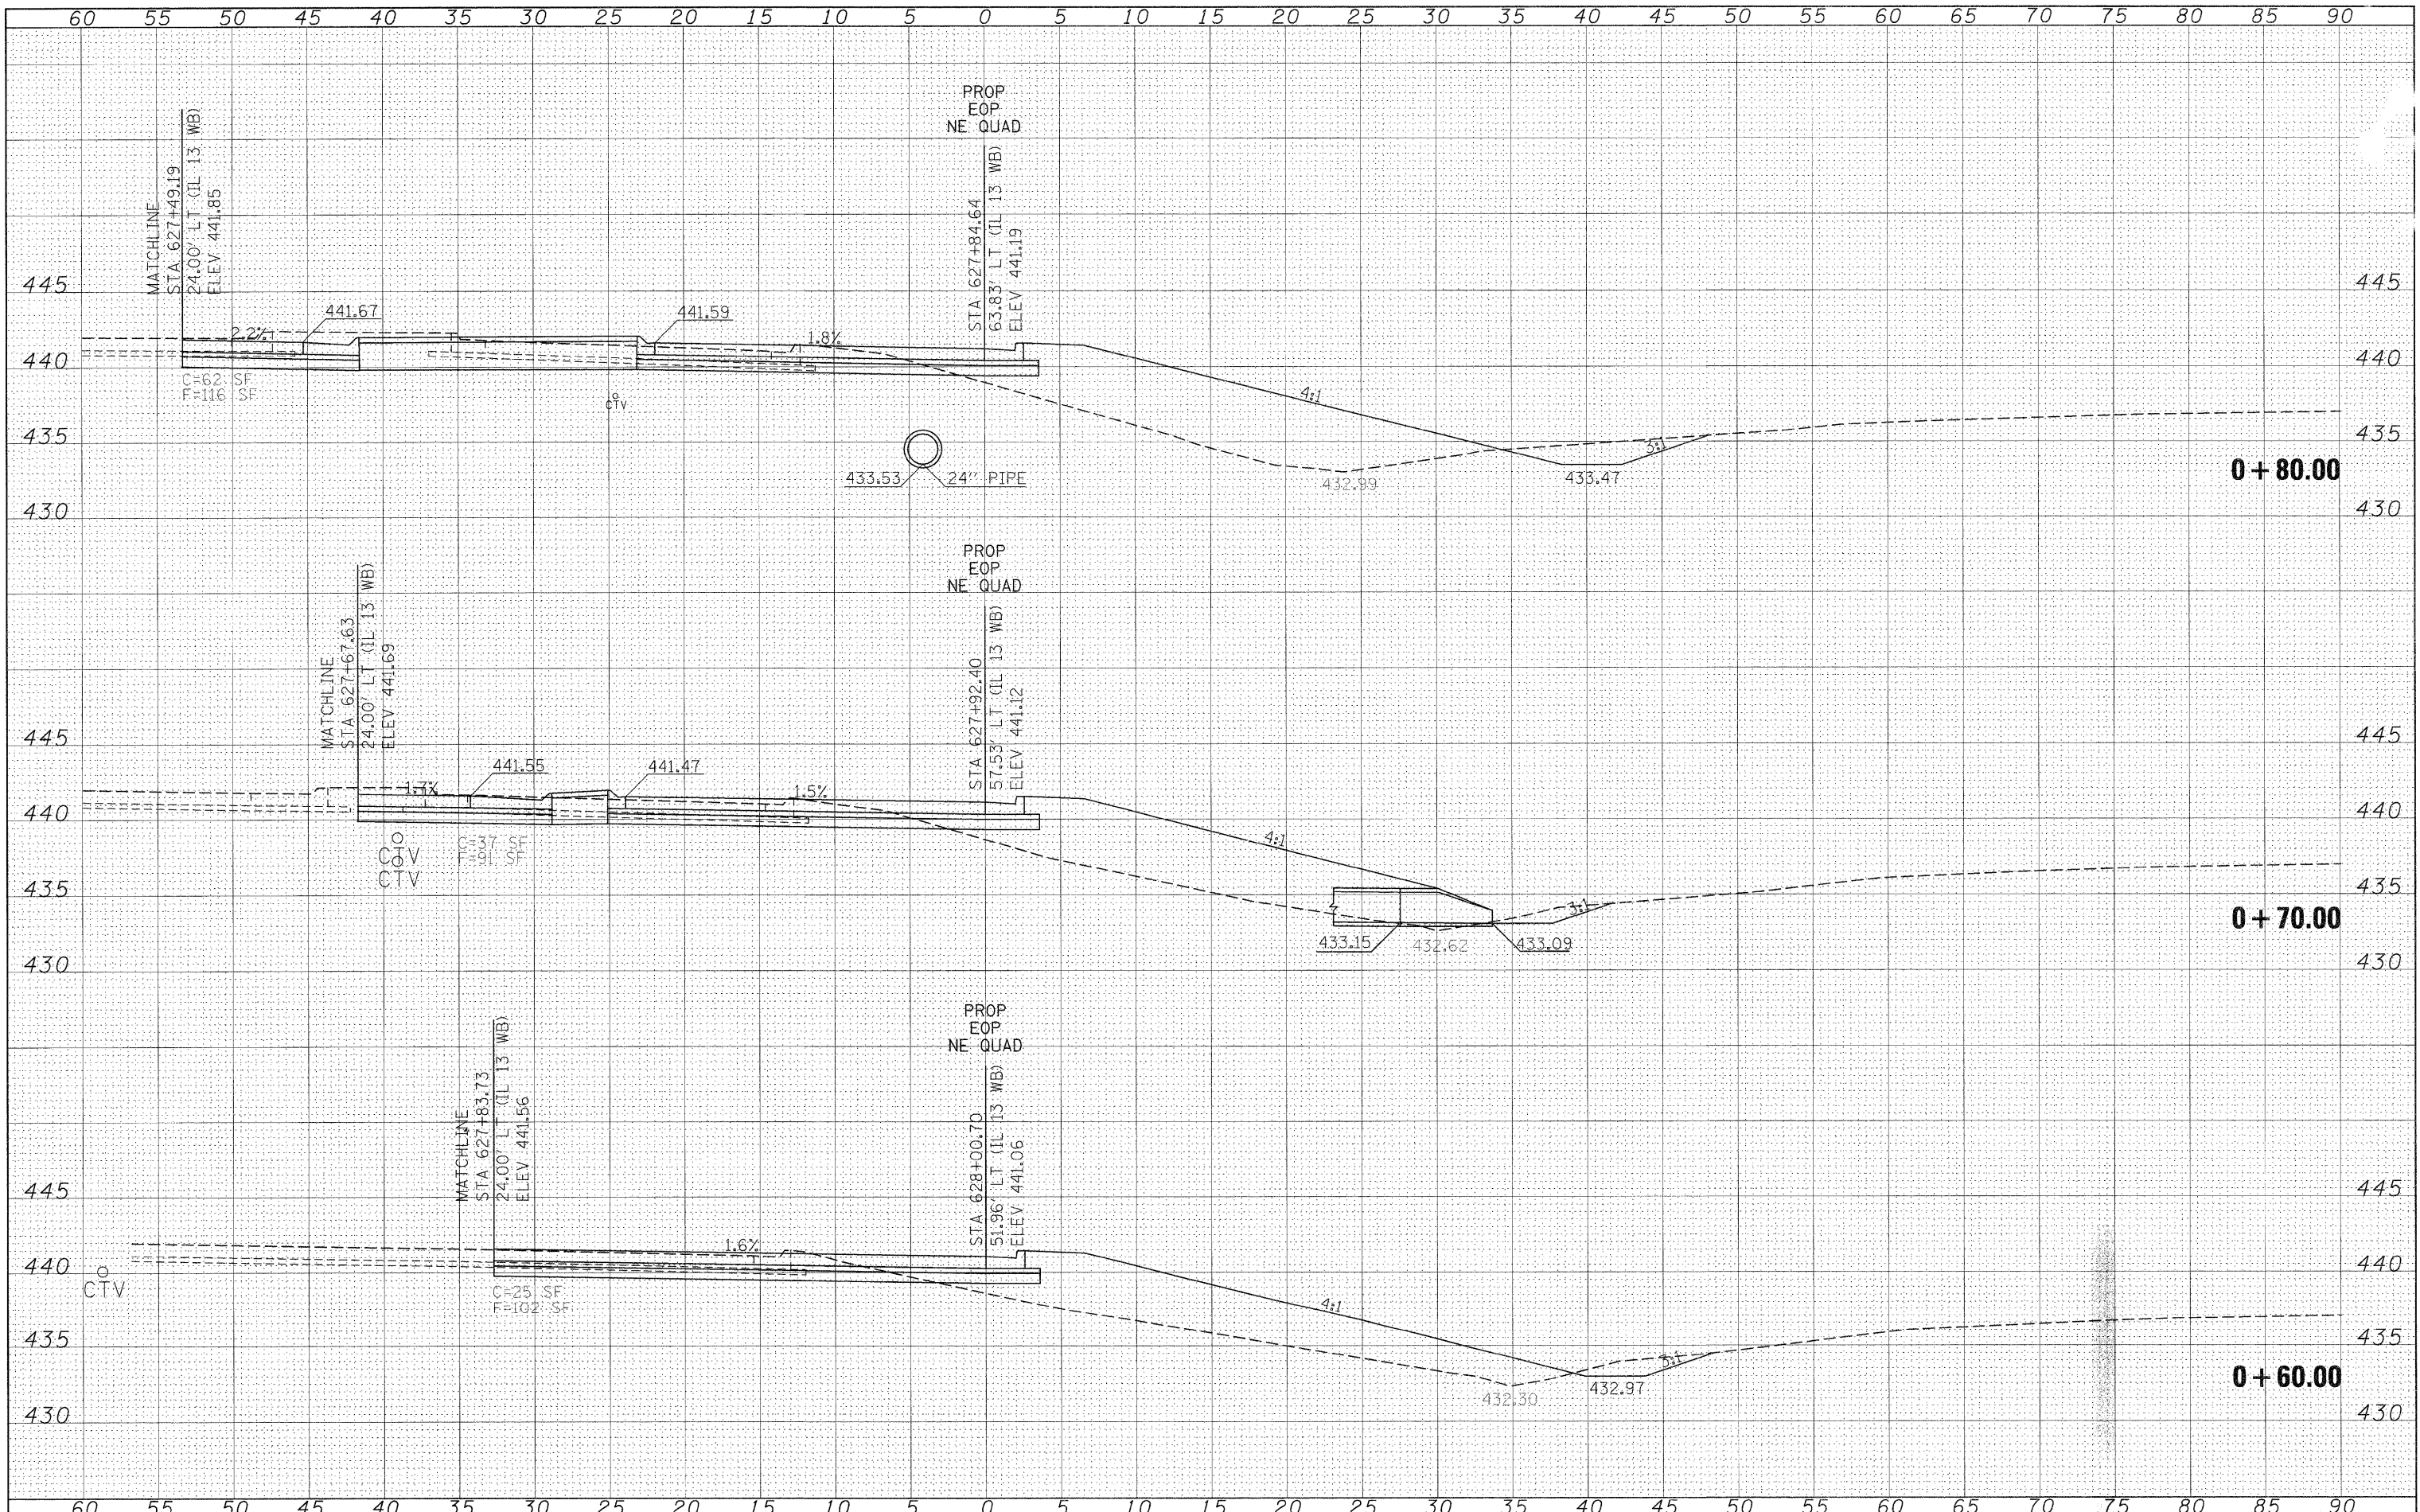 60 55 50 45 40 35 30 25 20 15 10 5 0 5 10 15 20 25 30 35 40 45 50 55 60 65 70 75 80 85 90
PROP
EOP
NE QUAD
MATCHLINE
STA 627+49.19
24.00' LT (IL 13 WB)
ELEV 441.85
STA 627+84.64
63.83' LT (IL 13 WB)
ELEV 441.19
445 445
2.2% 441.67 441.59 1.8%
440 440
C=62 SF
F=116 SF
CTV
4:1
435 3:1 435
433.53 24" PIPE 432.99 433.47
0+80.00
430 430
PROP
EOP
NE QUAD
MATCHLINE
STA 627+67.63
24.00' LT (IL 13 WB)
ELEV 441.69
STA 627+92.40
57.53' LT (IL 13 WB)
ELEV 441.12
445 445
1.7% 441.55 441.47 1.5%
440 440
CTV
CTV
C=37 SF
F=91 SF
4:1
435 3:1 435
433.15 432.62 433.09
0+70.00
430 430
PROP
EOP
NE QUAD
MATCHLINE
STA 627+83.73
24.00' LT (IL 13 WB)
ELEV 441.56
STA 628+00.70
51.96' LT (IL 13 WB)
ELEV 441.06
445 445
1.6%
440 440
CTV
C=25 SF
F=102 SF
4:1
435 3:1 435
432.30 432.97
0+60.00
430 430
60 55 50 45 40 35 30 25 20 15 10 5 0 5 10 15 20 25 30 35 40 45 50 55 60 65 70 75 80 85 90